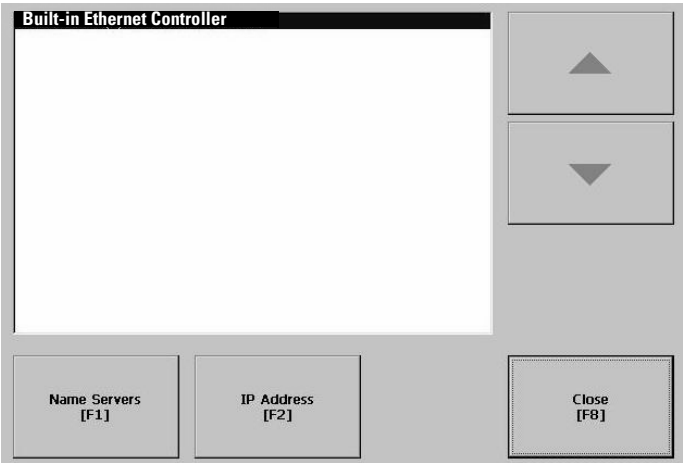 Built-in Ethernet Controller
Name Servers
[F1]
IP Address
[F2]
Close
[F8]